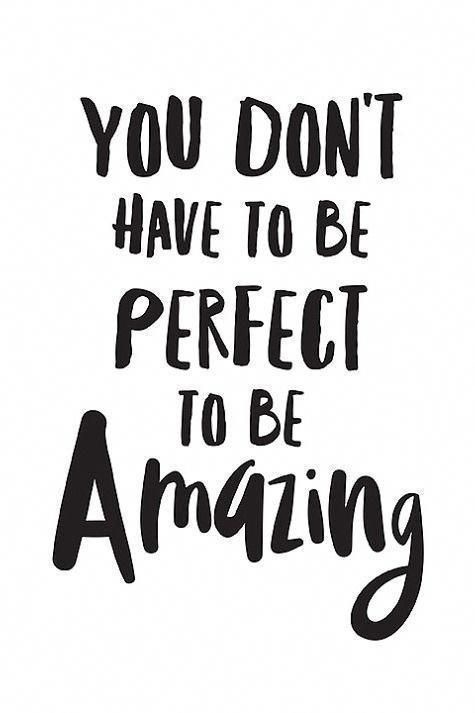 YOU DON'T
HAVE TO BE
PERFECT
TO BE
Amazing